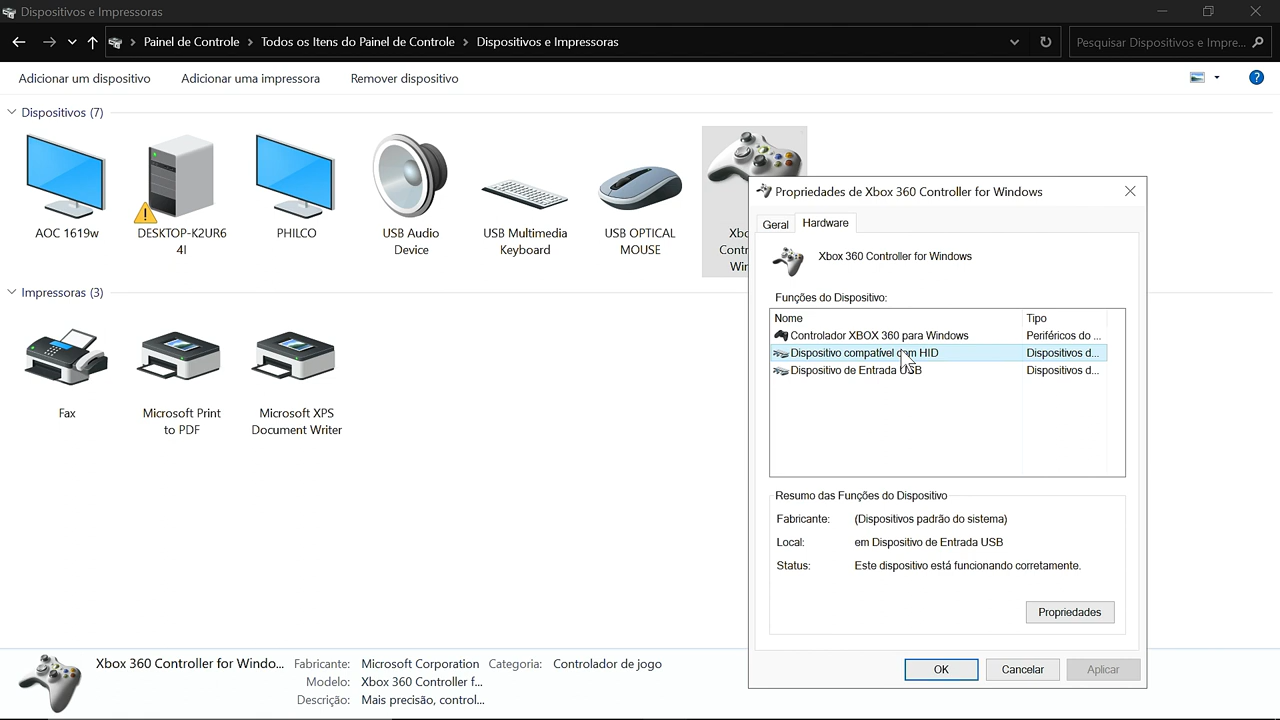 Dispositivos e Impressoras
Painel de Controle > Todos os Itens do Painel de Controle > Dispositivos e Impressoras
Pesquisar Dispositivos e Impre...
Adicionar um dispositivo Adicionar uma impressora Remover dispositivo
Dispositivos (7)
AOC 1619w
DESKTOP-K2UR6
4I
PHILCO
USB Audio
Device
USB Multimedia
Keyboard
USB OPTICAL
MOUSE
Xbo
Contr
Win
Impressoras (3)
Fax
Microsoft Print
to PDF
Microsoft XPS
Document Writer
Propriedades de Xbox 360 Controller for Windows
Geral Hardware
Xbox 360 Controller for Windows
Funções do Dispositivo:
Nome Tipo
Controlador XBOX 360 para Windows Periféricos do ...
Dispositivo compatível com HID Dispositivos d...
Dispositivo de Entrada USB Dispositivos d...
Resumo das Funções do Dispositivo
Fabricante: (Dispositivos padrão do sistema)
Local: em Dispositivo de Entrada USB
Status: Este dispositivo está funcionando corretamente.
Propriedades
OK Cancelar Aplicar
Xbox 360 Controller for Windo... Fabricante: Microsoft Corporation Categoria: Controlador de jogo
Modelo: Xbox 360 Controller f...
Descrição: Mais precisão, control...